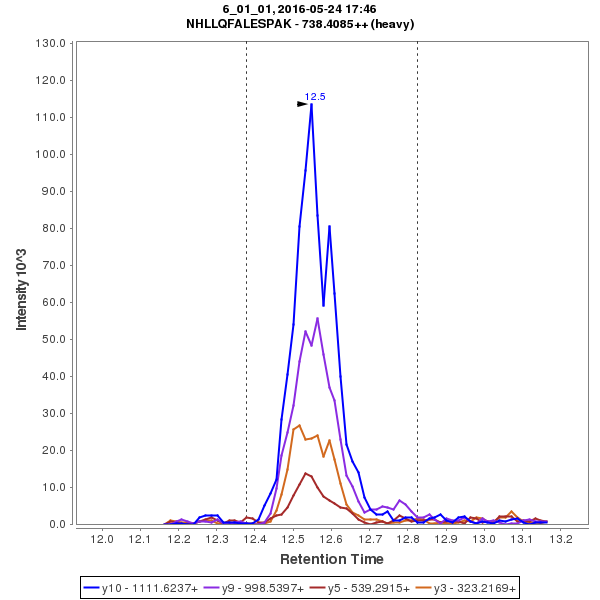 6_01_01, 2016-05-24 17:46
NHLLQFALESPAK - 738.4085++ (heavy)
130.0
120.0
110.0
100.0
90.0
80.0
70.0
60.0
50.0
40.0
30.0
20.0
10.0
0.0
Intensity 10^3
12.5
12.0 12.1 12.2 12.3 12.4 12.5 12.6 12.7 12.8 12.9 13.0 13.1 13.2
Retention Time
y10 - 1111.6237+ y9 - 998.5397+ y5 - 539.2915+ y3 - 323.2169+